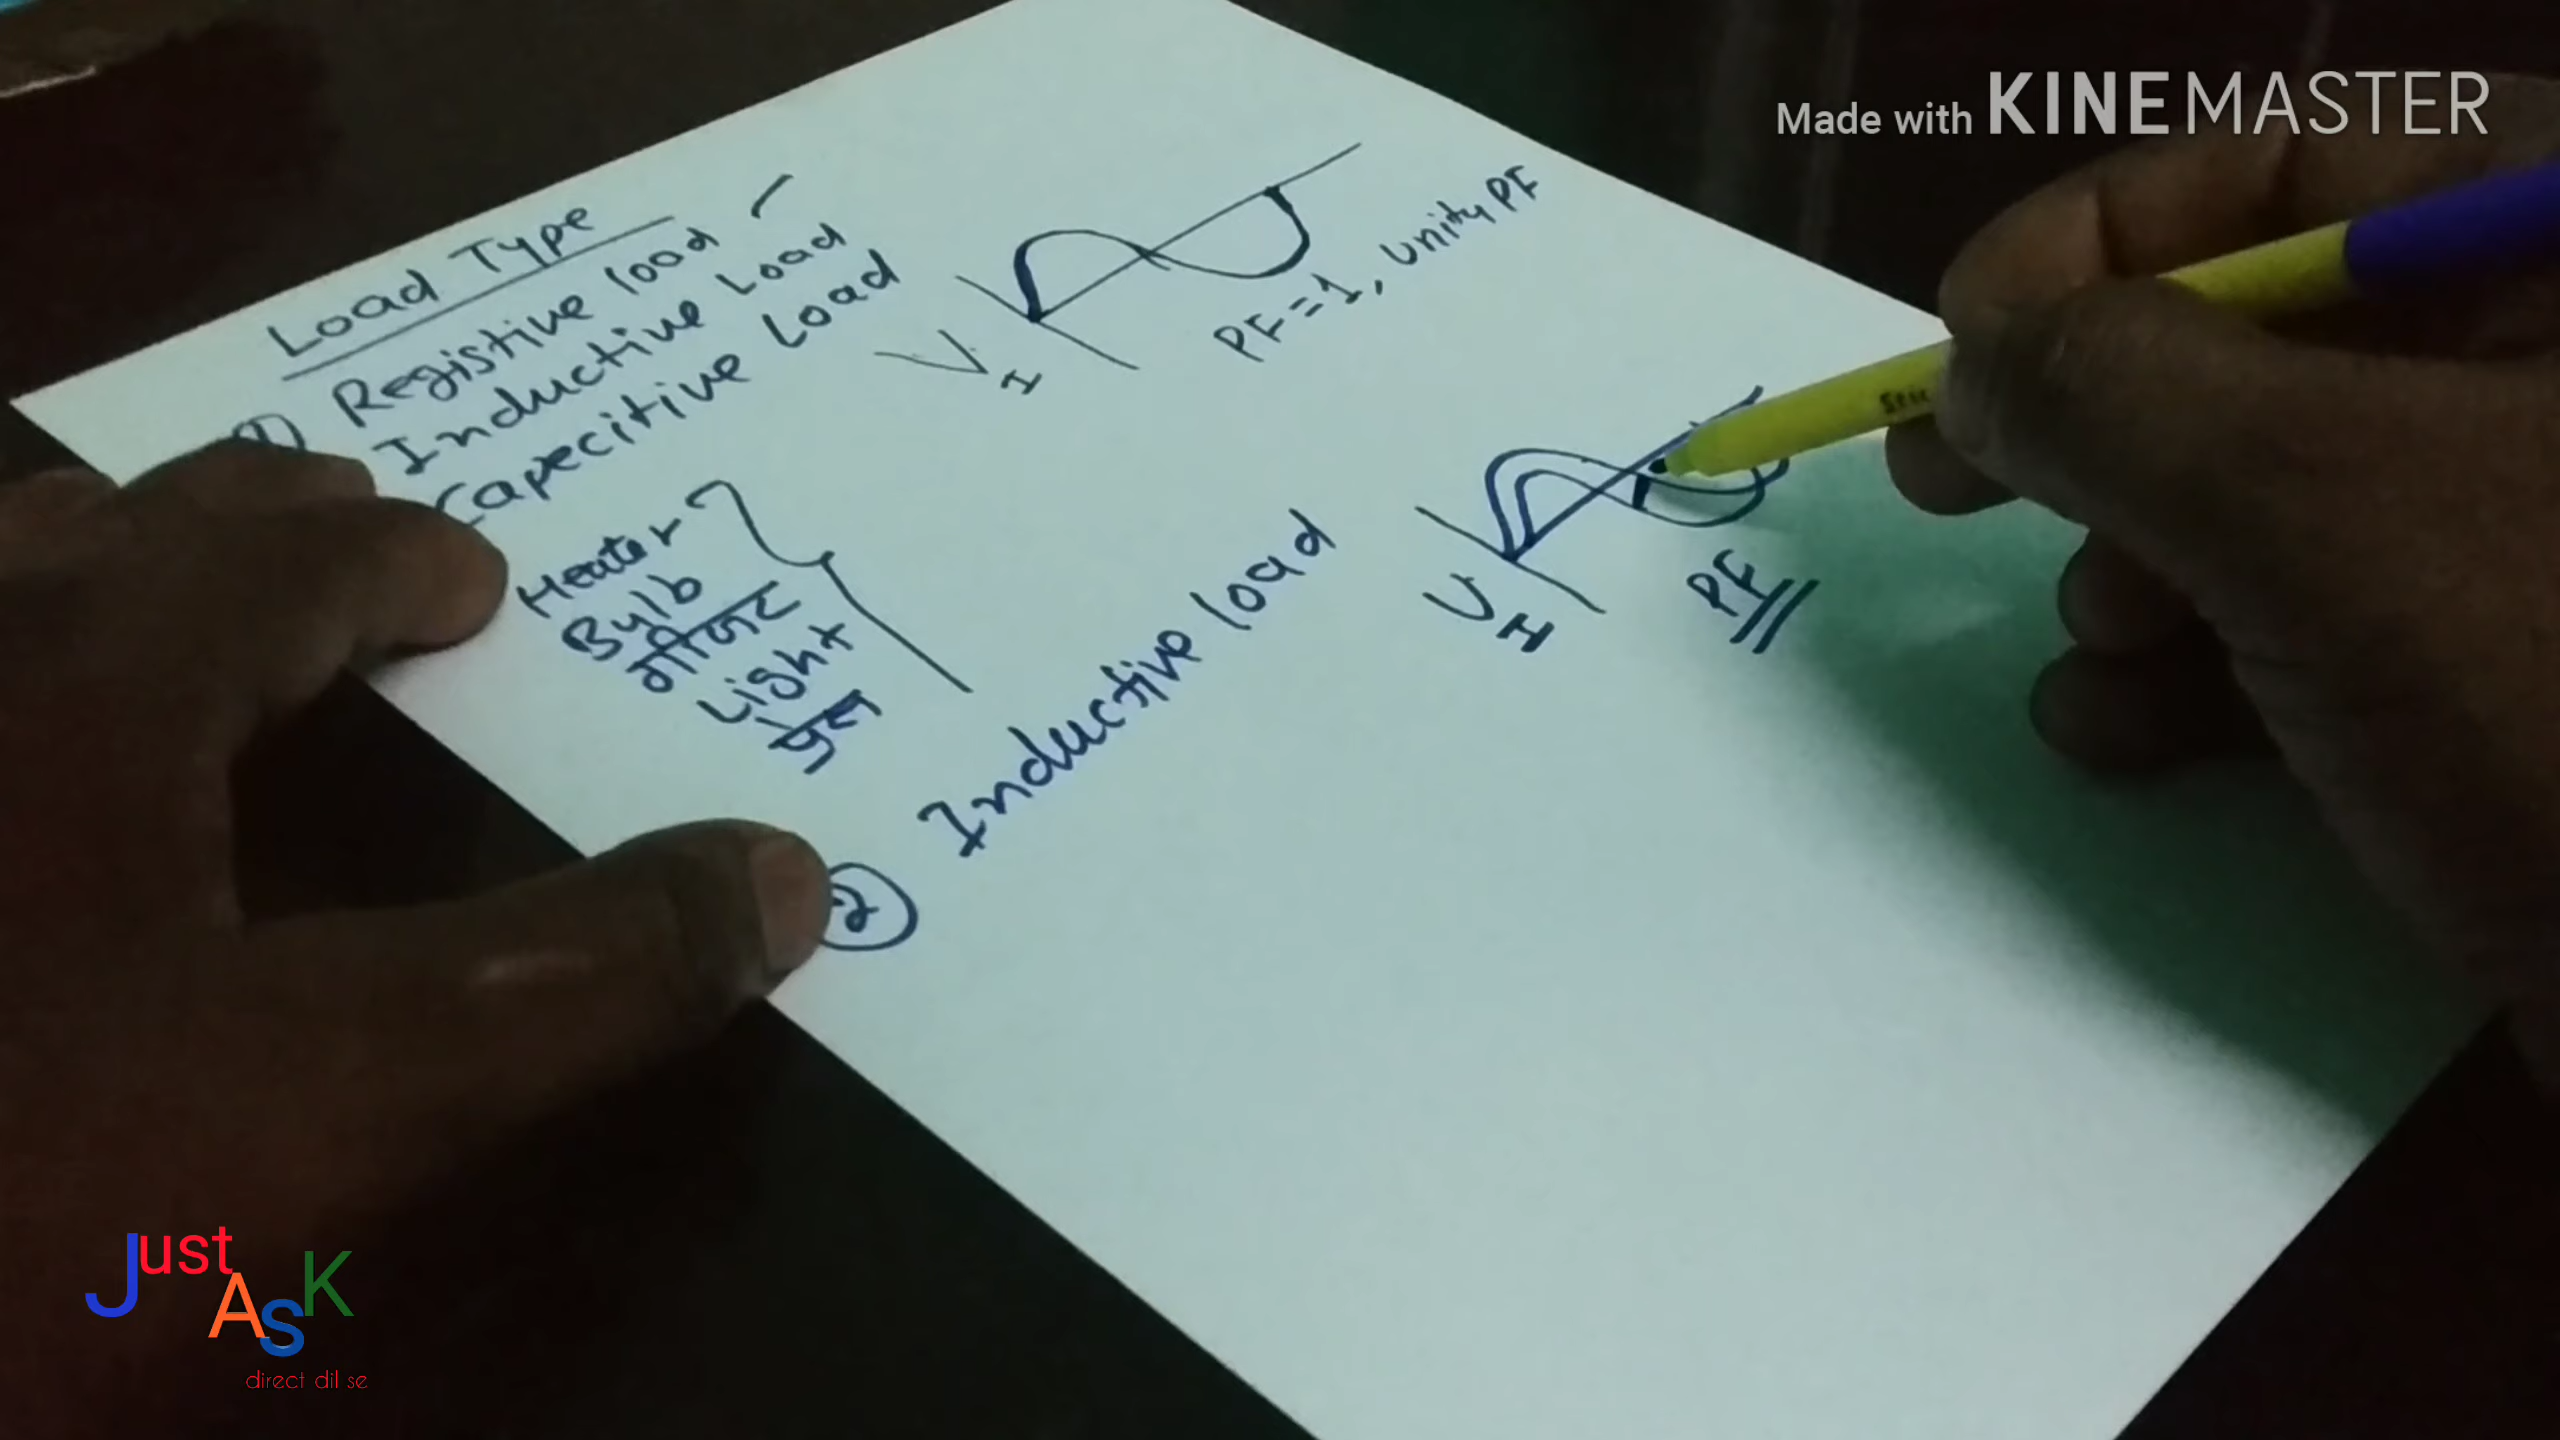 Made with KINEMASTER
Load Type
1 Registive load
Inductive Load
Capecitive Load
V
I
PF=1, unity PF
Heater
Bulb
गीजर
Light
प्रेस
2 Inductive load
V
I
PF
Just
AsK
direct dil se